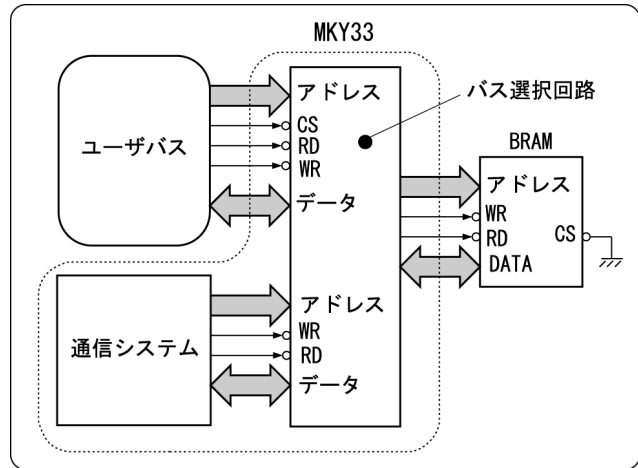 MKY33
ユーザバス
アドレス
CS
RD
WR
データ
バス選択回路
BRAM
アドレス
WR
RD
CS
DATA
通信システム
アドレス
WR
RD
データ